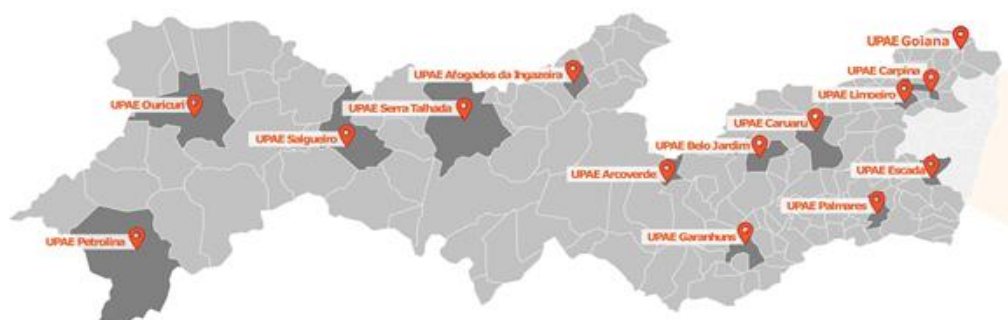 UPAE Goiana
UPAE Carpina
UPAE Afogados da Ingazeira
UPAE Limoeiro
UPAE Ouricuri
UPAE Serra Talhada
UPAE Caruaru
UPAE Salgueiro
UPAE Belo Jardim
UPAE Arcoverde
UPAE Escada
UPAE Palmares
UPAE Garanhuns
UPAE Petrolina